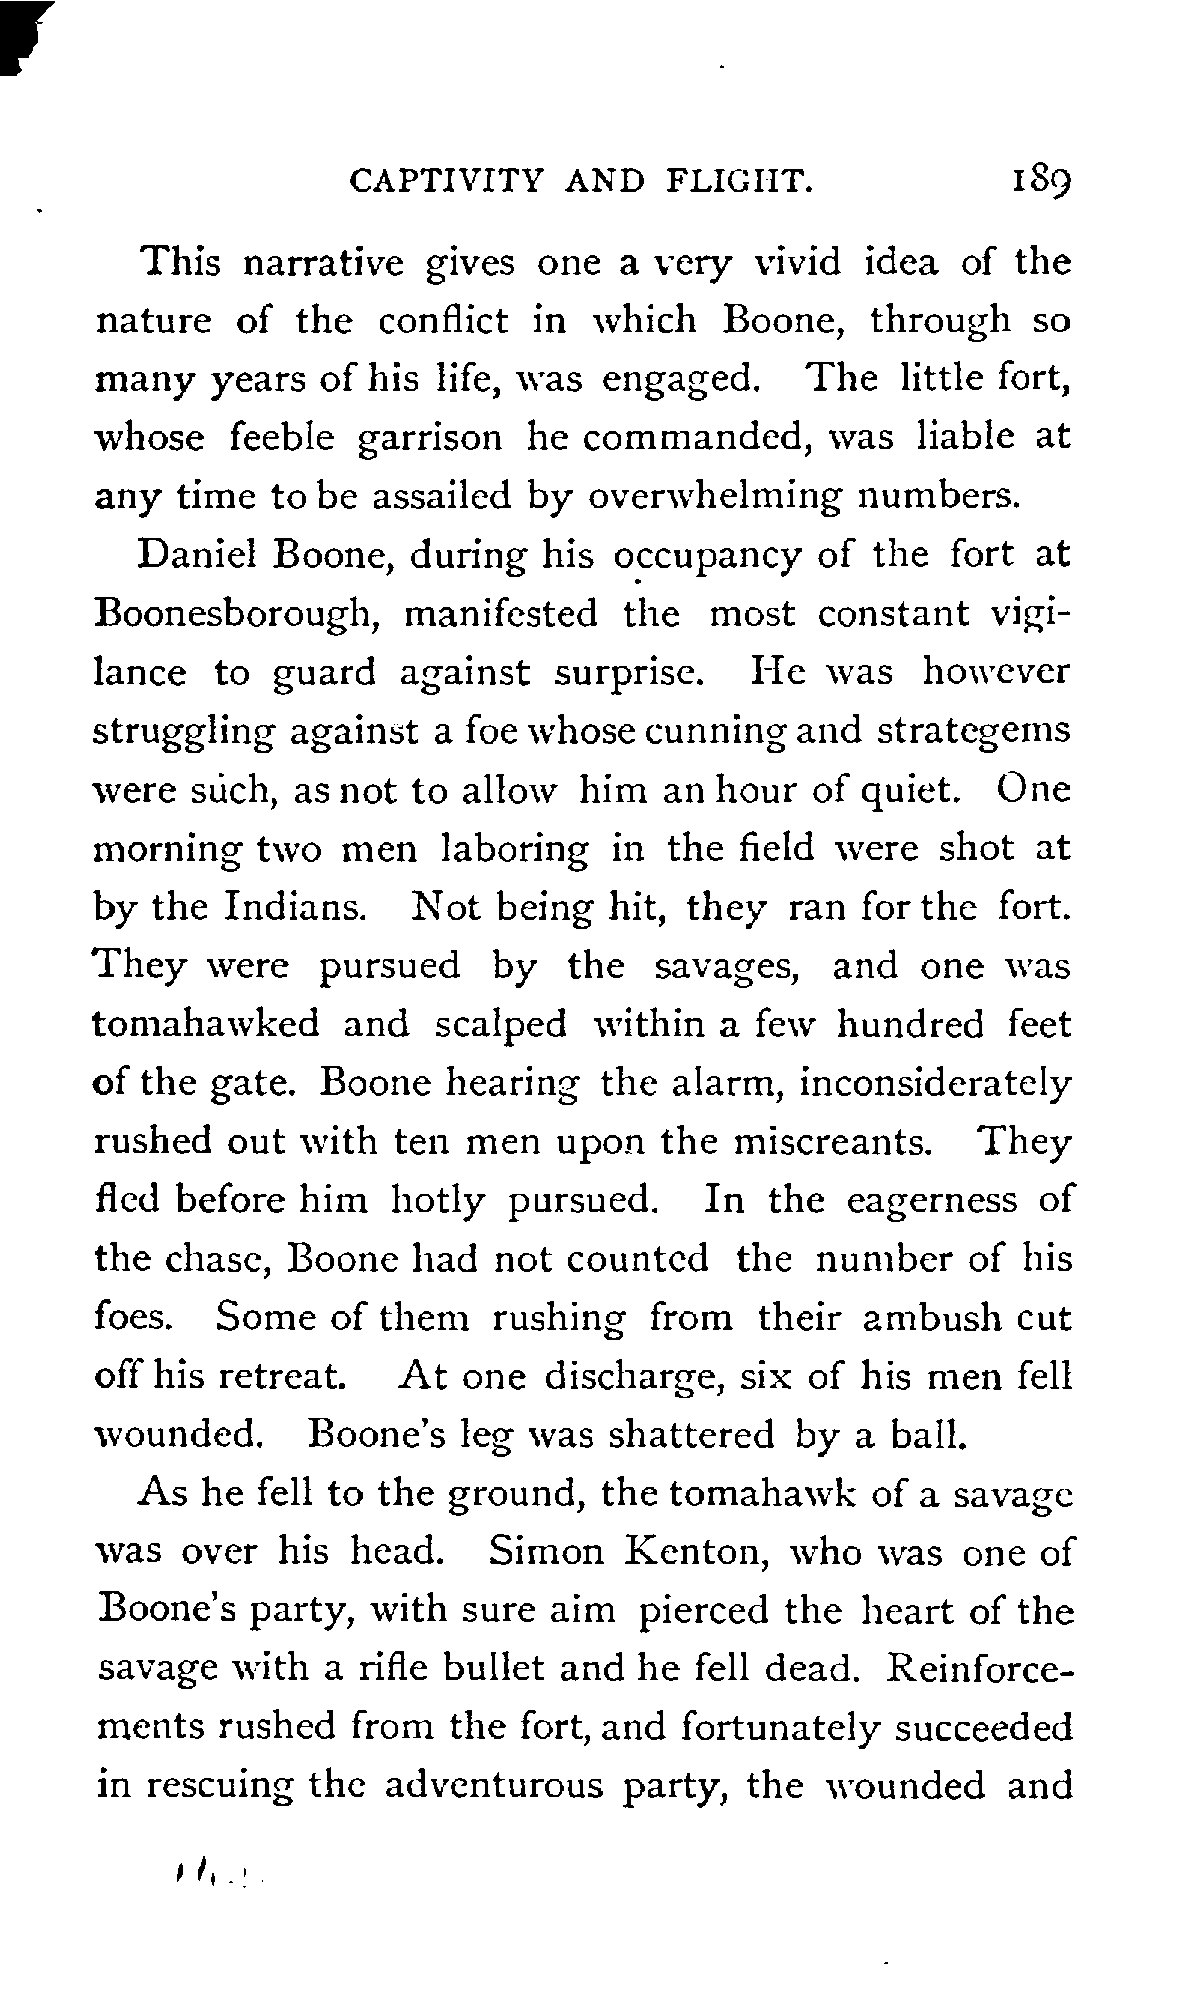 CAPTIVITY AND FLIGHT. 189
This narrative gives one a very vivid idea of the
nature of the conflict in which Boone, through so
many years of his life, was engaged. The little fort,
whose feeble garrison he commanded, was liable at
any time to be assailed by overwhelming numbers.
Daniel Boone, during his occupancy of the fort at
Boonesborough, manifested the most constant vigi-
lance to guard against surprise. He was however
struggling against a foe whose cunning and strategems
were such, as not to allow him an hour of quiet. One
morning two men laboring in the field were shot at
by the Indians. Not being hit, they ran for the fort.
They were pursued by the savages, and one was
tomahawked and scalped within a few hundred feet
of the gate. Boone hearing the alarm, inconsiderately
rushed out with ten men upon the miscreants. They
fled before him hotly pursued. In the eagerness of
the chase, Boone had not counted the number of his
foes. Some of them rushing from their ambush cut
off his retreat. At one discharge, six of his men fell
wounded. Boone's leg was shattered by a ball.
As he fell to the ground, the tomahawk of a savage
was over his head. Simon Kenton, who was one of
Boone's party, with sure aim pierced the heart of the
savage with a rifle bullet and he fell dead. Reinforce-
ments rushed from the fort, and fortunately succeeded
in rescuing the adventurous party, the wounded and